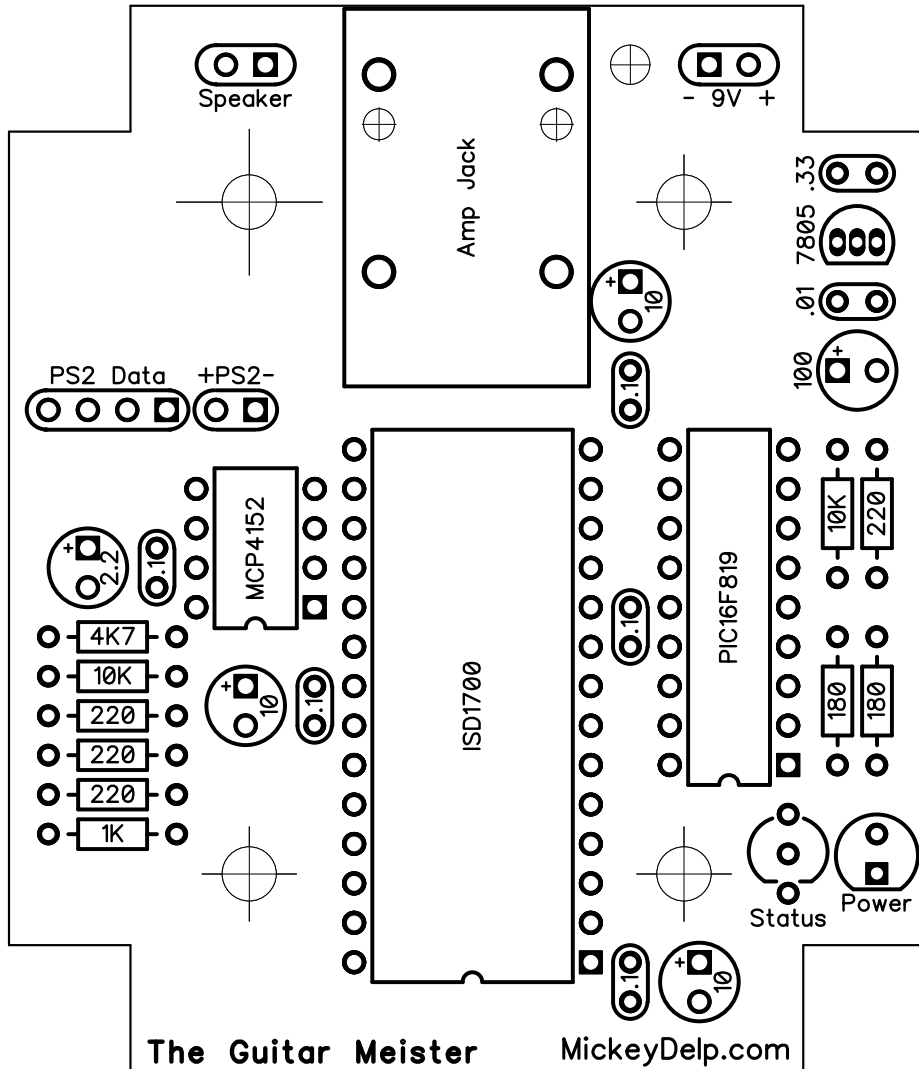 Speaker
- 9V +
Amp Jack
.33
7805
.01
+
100
+
10
.10
PS2 Data
+PS2-
MCP4152
ISD1700
PIC16F819
10K
220
+
2.2
.10
.10
4K7
10K
220
220
220
1K
+
10
.10
180
180
Status
Power
.10
+
10
The Guitar Meister
MickeyDelp.com